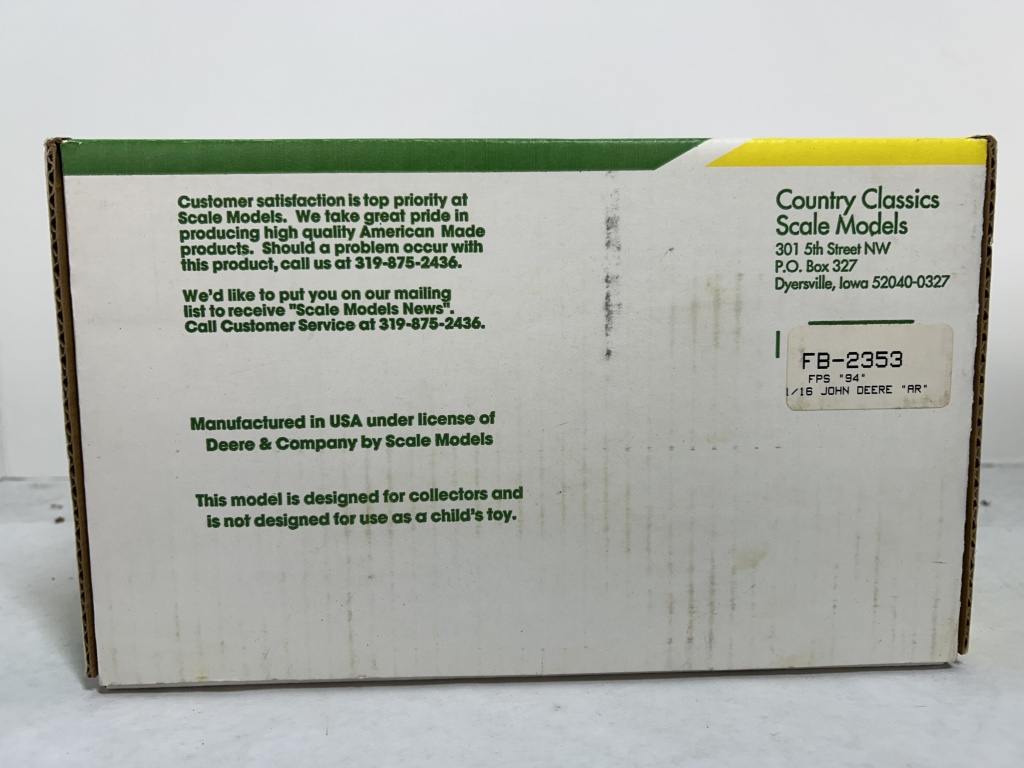 Customer satisfaction is top priority at
Scale Models. We take great pride in
producing high quality American Made
products. Should a problem occur with
this product, call us at 319-875-2436.
We'd like to put you on our mailing
list to receive "Scale Models News".
Call Customer Service at 319-875-2436.
Manufactured in USA under license of
Deere & Company by Scale Models
This model is designed for collectors and
is not designed for use as a child's toy.
Country Classics
Scale Models
301 5th Street NW
P.O. Box 327
Dyersville, Iowa 52040-0327
FB-2353
FPS "94"
1/16 JOHN DEERE "AR"